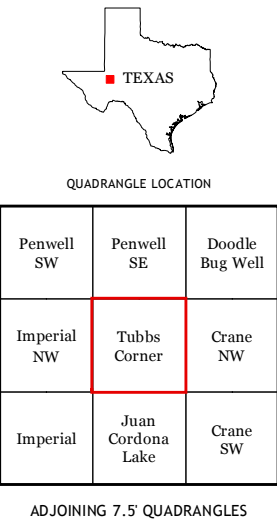 TEXAS
QUADRANGLE LOCATION
Penwell
SW
Penwell
SE
Doodle
Bug Well
Imperial
NW
Tubbs
Corner
Crane
NW
Imperial
Juan
Cordona
Lake
Crane
SW
ADJOINING 7.5' QUADRANGLES